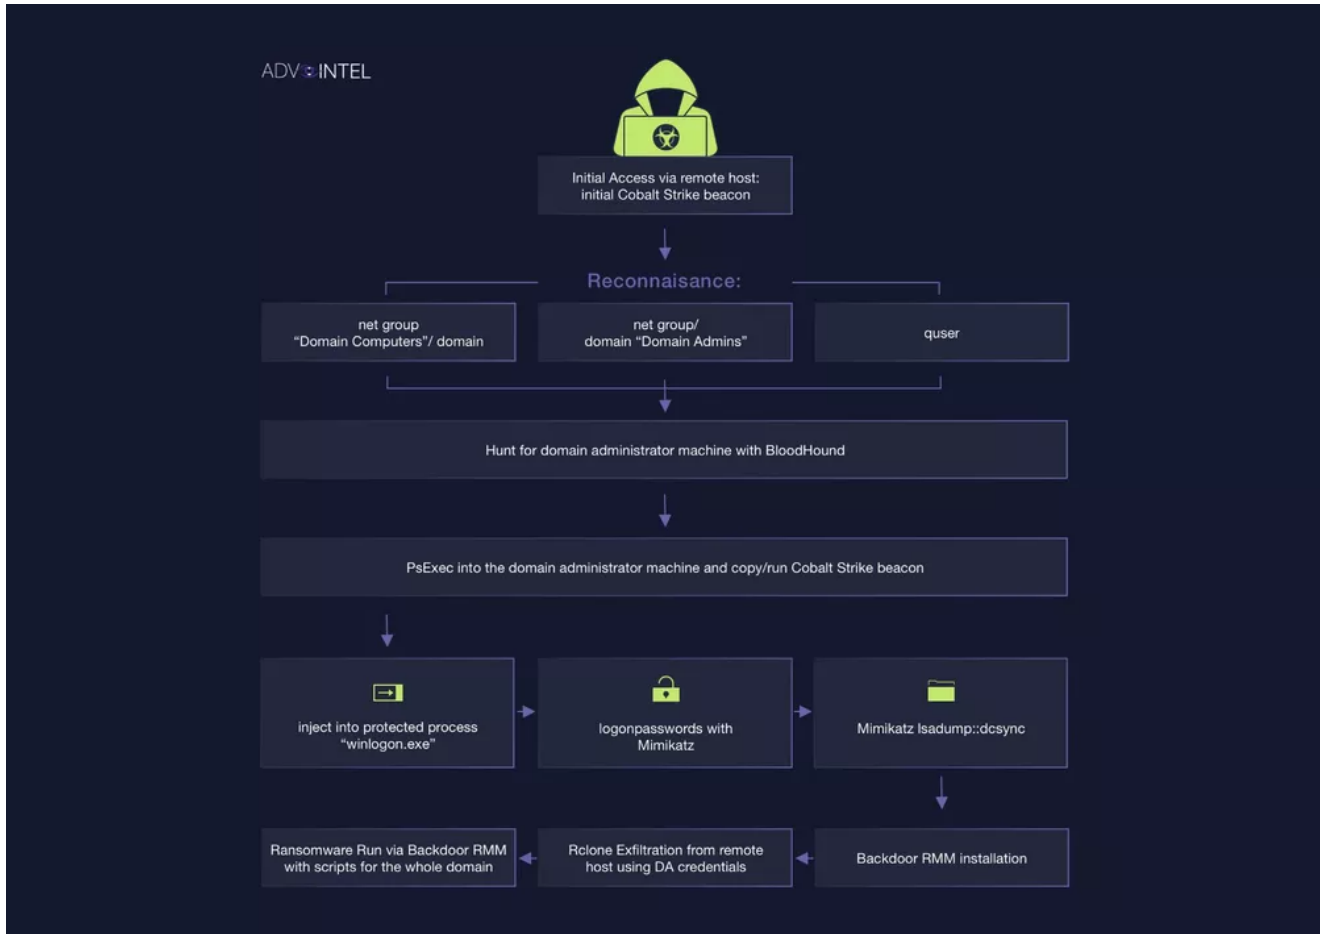 ADVINTEL
Initial Access via remote host:
initial Cobalt Strike beacon
Reconnaisance:
net group
“Domain Computers”/ domain
net group/
domain “Domain Admins”
quser
Hunt for domain administrator machine with BloodHound
PsExec into the domain administrator machine and copy/run Cobalt Strike beacon
inject into protected process
“winlogon.exe”
logonpasswords with
Mimikatz
Mimikatz lsadump::dcsync
Ransomware Run via Backdoor RMM
with scripts for the whole domain
Rclone Exfiltration from remote
host using DA credentials
Backdoor RMM installation